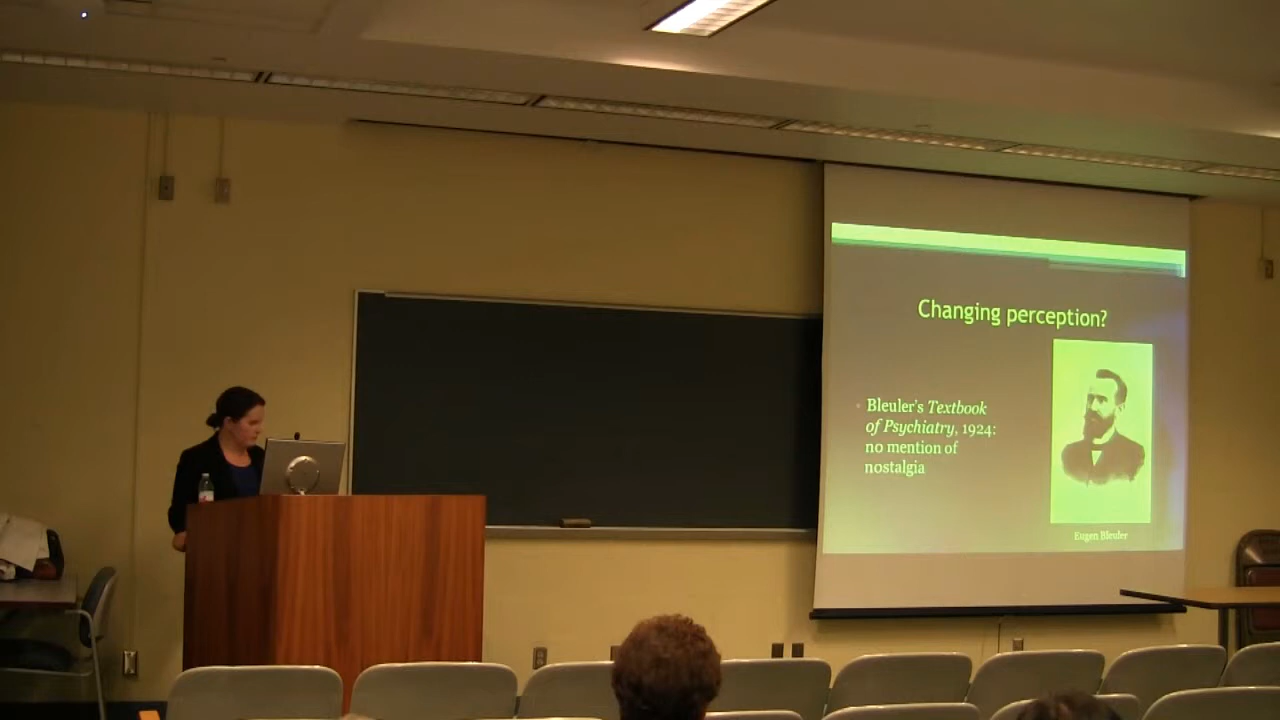 Changing perception?
Bleuler's Textbook
of Psychiatry, 1924:
no mention of
nostalgia
Eugen Bleuler